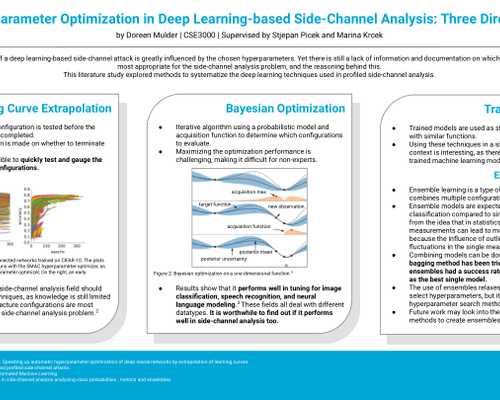 arameter Optimization in Deep Learning-based Side-Channel Analysis: Three Dire
by Doreen Mulder | CSE3000 | Supervised by Stjepan Picek and Marina Krcek
f a deep learning-based side-channel attack is greatly influenced by the chosen hyperparameters. Yet there is still a lack of information and documentation on which
most appropriate for the side-channel analysis problem, and the reasoning behind this.
This literature study explored methods to systematize the deep learning techniques used in profiled side-channel analysis.
g Curve Extrapolation
onfiguration is tested before the
completed.
n is made on whether to terminate
ible to quickly test and gauge the
onfigurations.
epochs
nnected networks trained on CIFAR-10. The plots
uns with the SMAC hyperparameter optimizer, as
arameter optimizer. On the right, an early
side-channel analysis field should
hniques, as knowledge is still limited
ecture configurations are most
side-channel analysis problem.2
Bayesian Optimization
● Iterative algorithm using a probabilistic model and
acquisition function to determine which configurations
to evaluate.
● Maximizing the optimization performance is
challenging, making it difficult for non-experts.
acquisition max
target function
new observation
acquisition function
posterior mean
posterior uncertainty
Figure 2: Bayesian optimization on a one dimensional function.3
● Results show that it performs well in tuning for image
classification, speech recognition, and neural
language modeling.3 These fields all deal with different
datatypes. It is worthwhile to find out if it performs
well in side-channel analysis too.
Tra
● Trained models are used as st
with similar functions.
● Using these techniques in a si
context is interesting, as there
trained machine learning mod
E
● Ensemble learning is a type of
combines multiple configurat
● Ensemble models are expecte
classification compared to sin
from the idea that in statistics
measurements can lead to mo
because the influence of outli
fluctuations in the single meas
● Combining models can be do
bagging method has been trie
ensembles had a success rate
as the best single model.
● The use of ensembles relaxes
select hyperparameters, but it
hyperparameter search metho
● Future work may look into the
methods to create ensembles
Speeding up automatic hyperparameter optimization of deep neural networks by extrapolation of learning curves
ed profiled side-channel attacks.
tomated Machine Learning
in side-channel analysis: analyzing class probabilities, metrics and ensembles